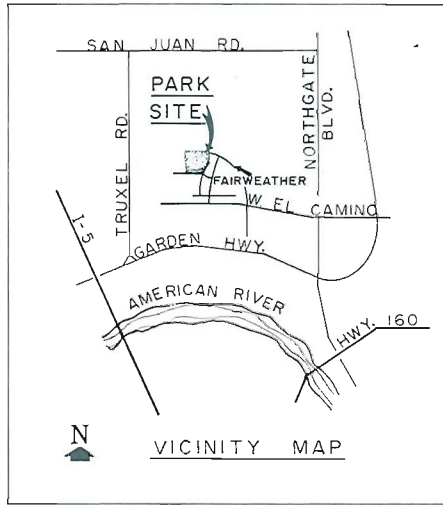 SAN JUAN RD.
PARK
SITE
TRUXEL RD.
NORTHGATE
BLVD.
FAIRWEATHER
W. EL CAMINO
I-5
GARDEN HWY.
AMERICAN RIVER
HWY. 160
N
VICINITY MAP